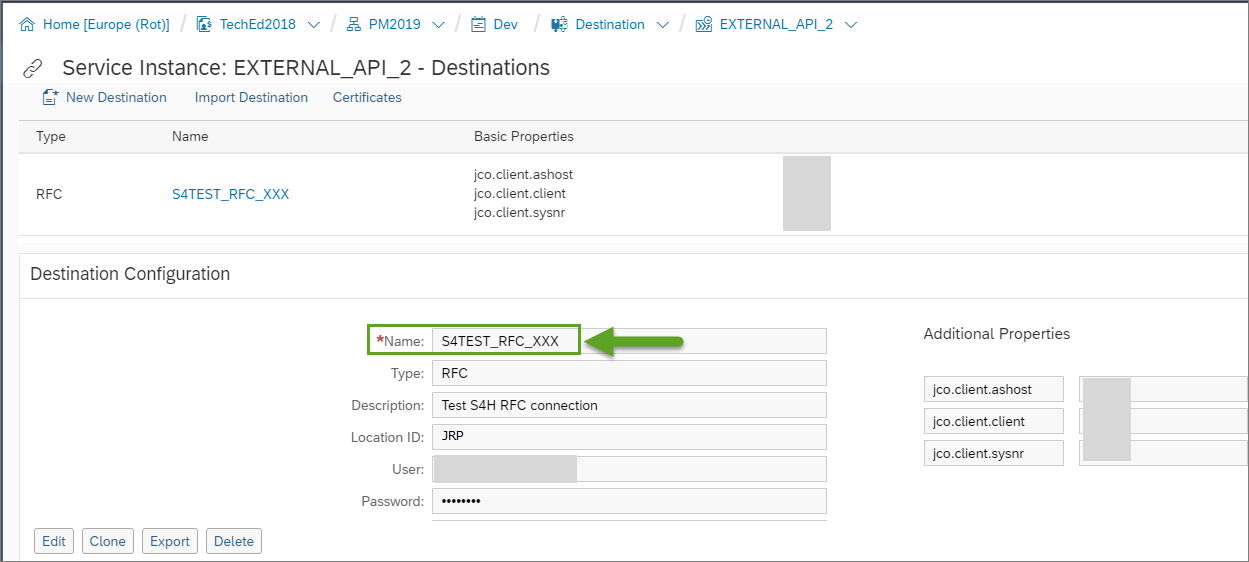 Home [Europe (Rot)] / TechEd2018 / PM2019 / Dev / Destination / EXTERNAL_API_2
Service Instance: EXTERNAL_API_2 - Destinations
New Destination Import Destination Certificates
Type Name Basic Properties
jco.client.ashost
RFC S4TEST_RFC_XXX jco.client.client
jco.client.sysnr
Destination Configuration
Additional Properties
*Name: S4TEST_RFC_XXX
Type: RFC
jco.client.ashost
Description: Test S4H RFC connection
jco.client.client
Location ID: JRP
jco.client.sysnr
User:
Password: ••••••••
Edit Clone Export Delete